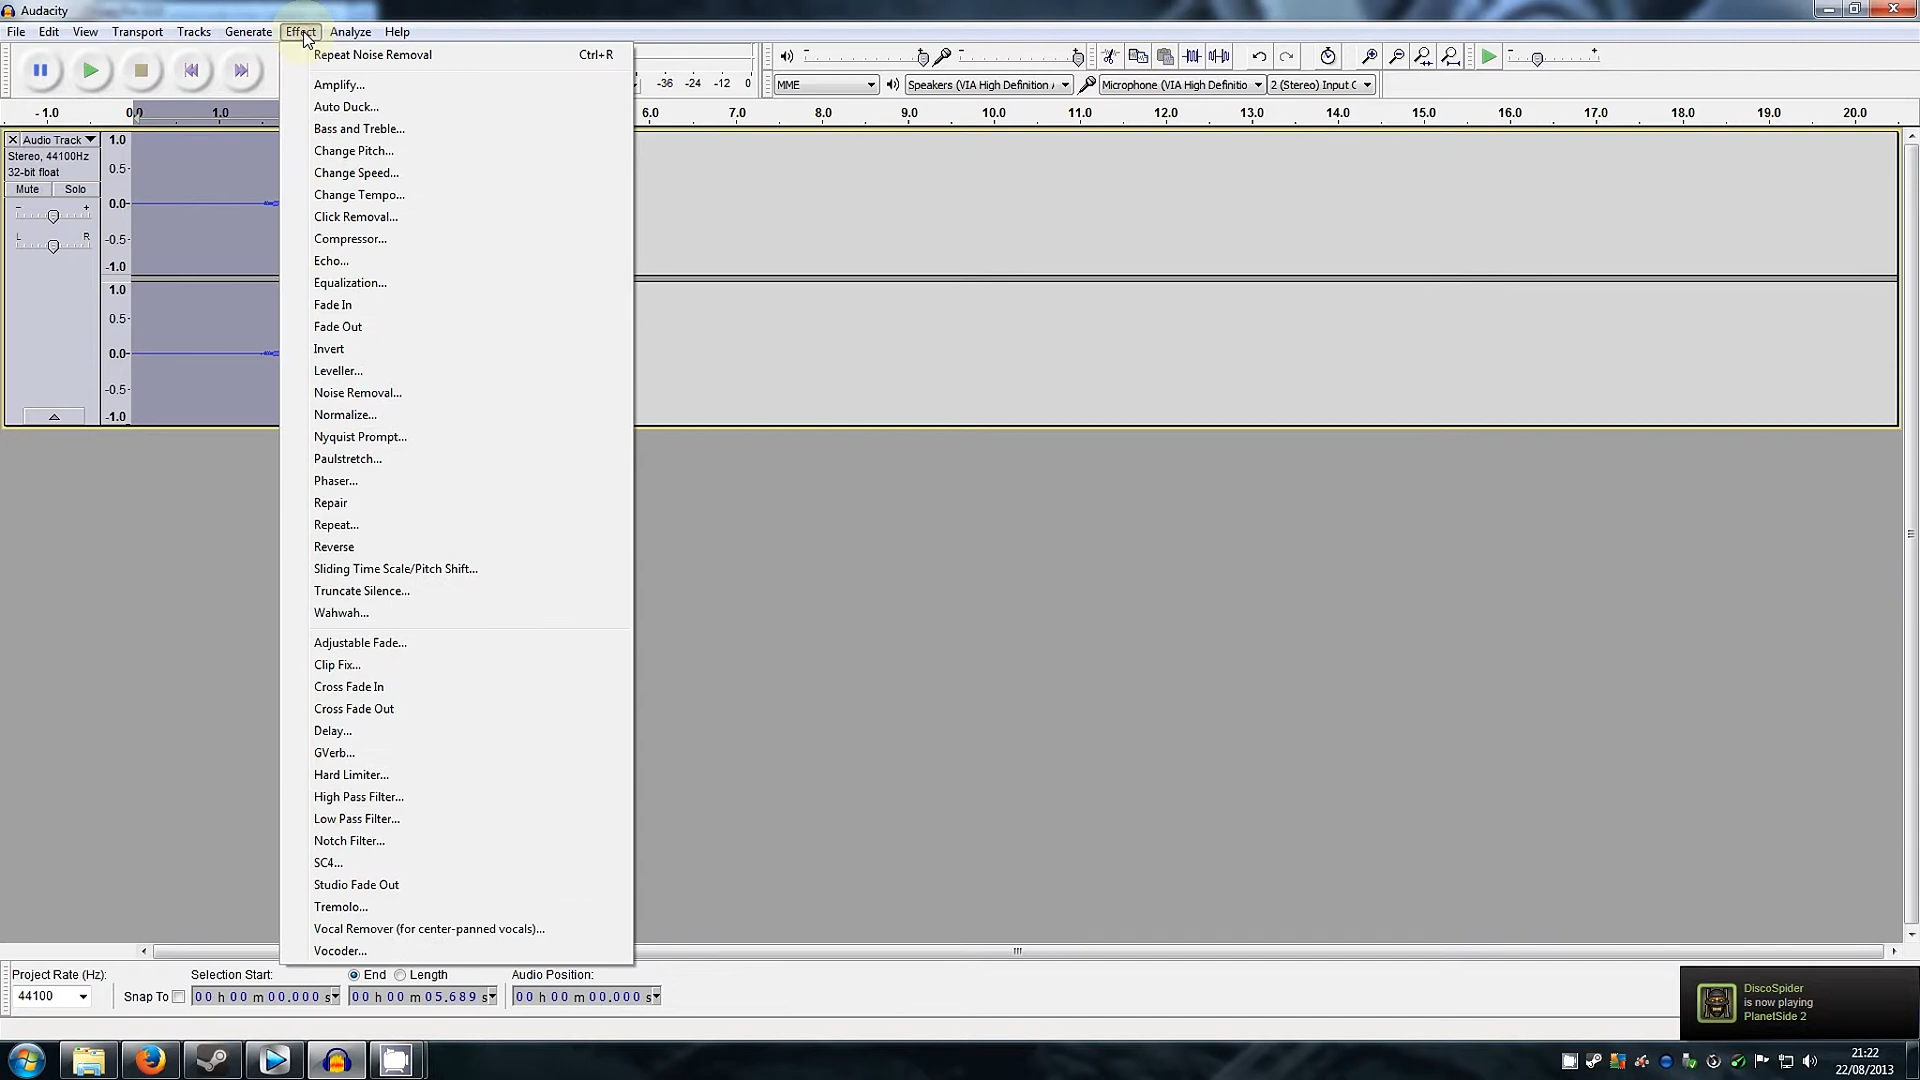 Audacity
File Edit View Transport Tracks Generate Effect Analyze Help
Repeat Noise Removal Ctrl+R
Amplify...
Auto Duck...
Bass and Treble...
Change Pitch...
Change Speed...
Change Tempo...
Click Removal...
Compressor...
Echo...
Equalization...
Fade In
Fade Out
Invert
Leveller...
Noise Removal...
Normalize...
Nyquist Prompt...
Paulstretch...
Phaser...
Repair
Repeat...
Reverse
Sliding Time Scale/Pitch Shift...
Truncate Silence...
Wahwah...
Adjustable Fade...
Clip Fix...
Cross Fade In
Cross Fade Out
Delay...
GVerb...
Hard Limiter...
High Pass Filter...
Low Pass Filter...
Notch Filter...
SC4...
Studio Fade Out
Tremolo...
Vocal Remover (for center-panned vocals)...
Vocoder...
-36 -24 -12 0
MME Speakers (VIA High Definition Microphone (VIA High Definitio 2 (Stereo) Input C
-1.0 0.0 1.0 6.0 7.0 8.0 9.0 10.0 11.0 12.0 13.0 14.0 15.0 16.0 17.0 18.0 19.0 20.0
Audio Track
Stereo, 44100Hz
32-bit float
Mute Solo
- +
L R
1.0
0.5-
0.0-
-0.5-
-1.0
1.0
0.5-
0.0-
-0.5-
-1.0
Project Rate (Hz): Selection Start: End Length Audio Position:
44100 Snap To 00 h 00 m 00.000 s 00 h 00 m 05.689 s 00 h 00 m 00.000 s
DiscoSpider
is now playing
PlanetSide 2
21:22
22/08/2013